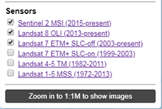 Sensors
Sentinel 2 MSI (2015-present)
Landsat 8 OLI (2013-present)
Landsat 7 ETM+ SLC-off (2003-present)
Landsat 7 ETM+ SLC-on (1999-2003)
Landsat 4-5 TM (1982-2011)
Landsat 1-5 MSS (1972-2013)
Zoom in to 1:1M to show images